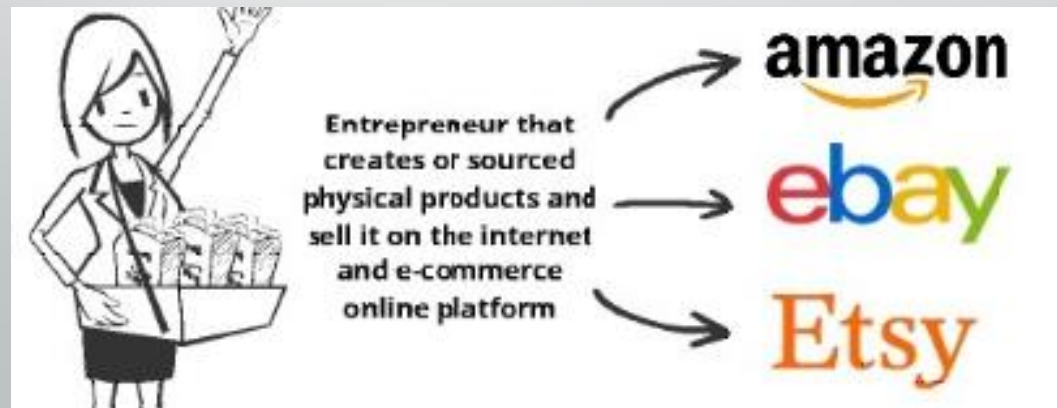 Entrepreneur that
creates or sourced
physical products and
sell it on the internet
and e-commerce
online platform
amazon
ebay
Etsy